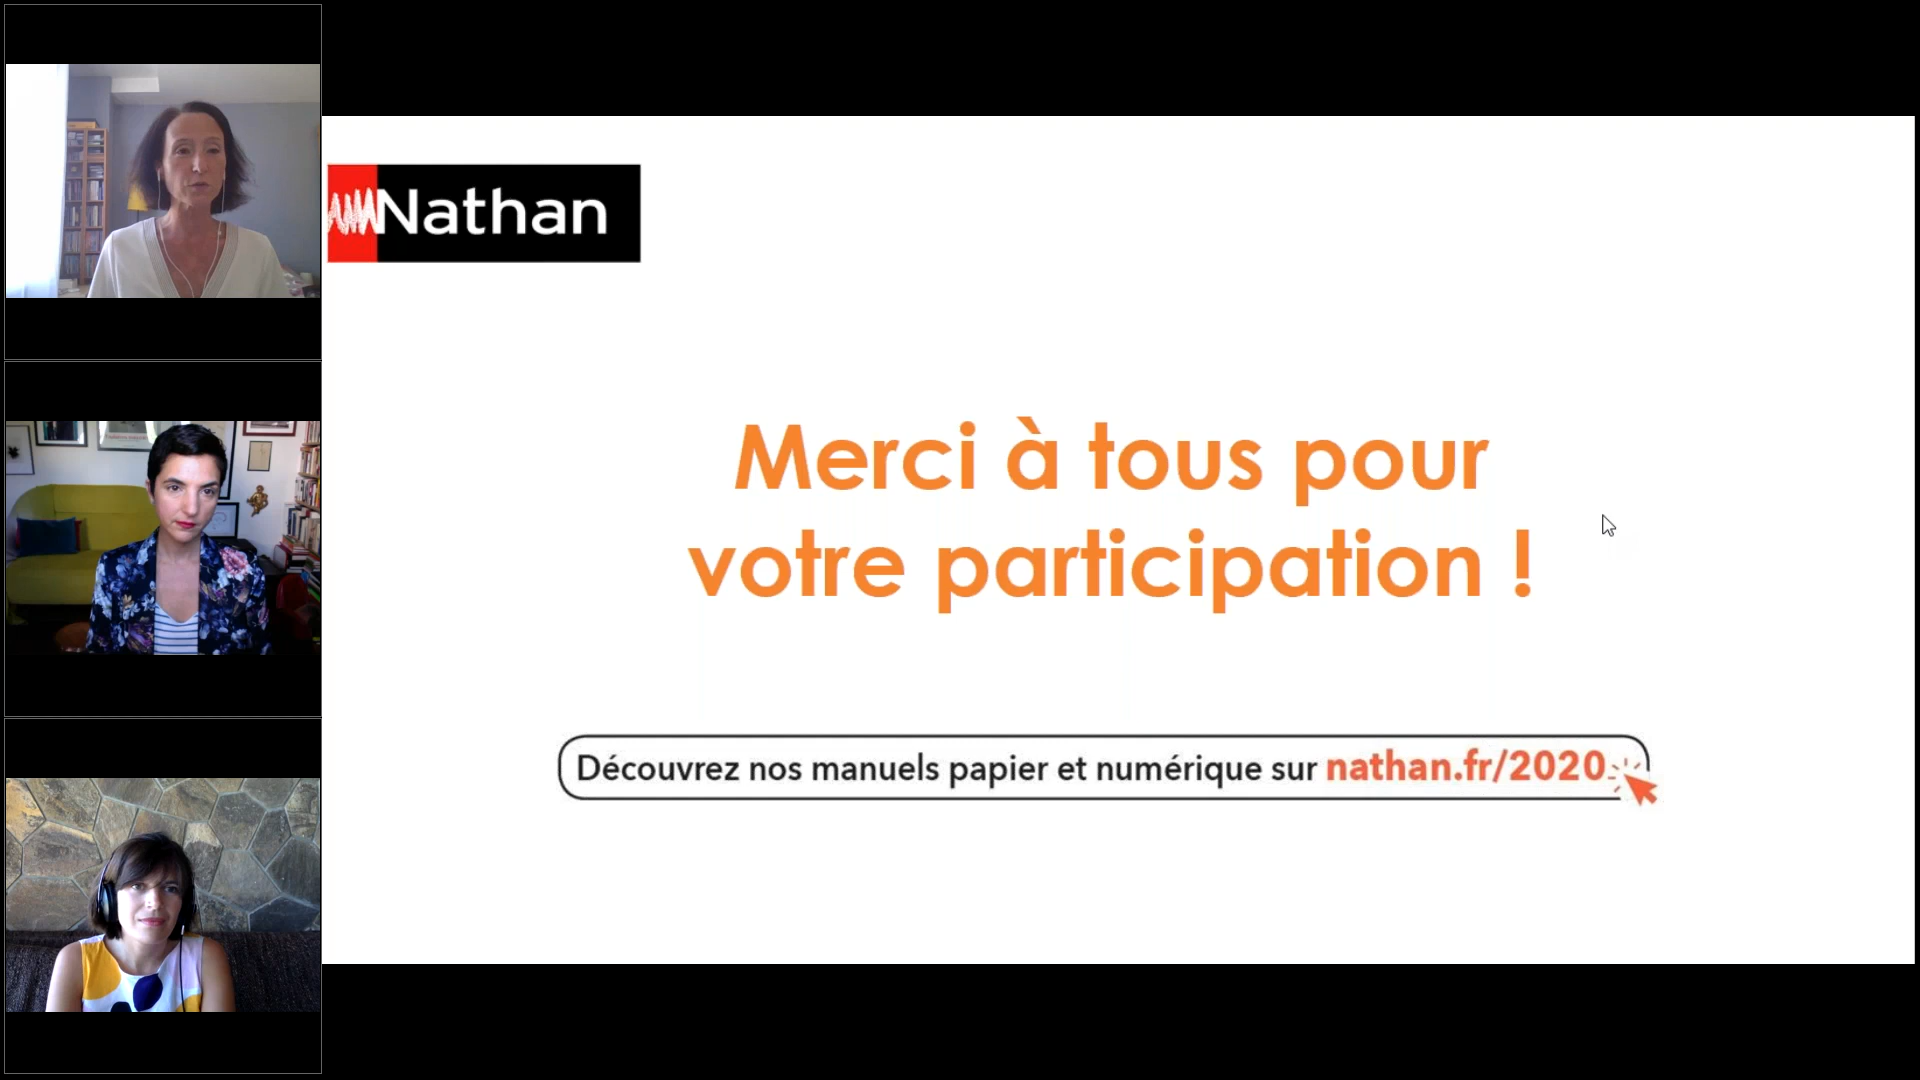 Nathan
Merci à tous pour
votre participation !
Découvrez nos manuels papier et numérique sur nathan.fr/2020